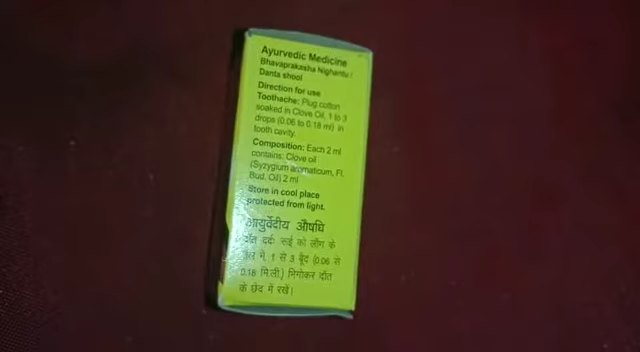 Ayurvedic Medicine
Bhavaprakasha Nighantu /
Danta shool
Direction for use
Toothache: Plug cotton
soaked in Clove Oil, 1 to 3
drops (0.06 to 0.18 ml) in
tooth cavity.
Composition: Each 2 ml
contains: Clove oil
(Syzygium aromaticum, Fl.
Bud, Oil) 2 ml
Store in cool place
protected from light.
आयुर्वेदीय औषधि
दाँत दर्द: रूई को लौंग के
तेल में, 1 से 3 बूँद (0.06 से
0.18 मि.ली.) भिगोकर दाँत
के छेद में रखें।